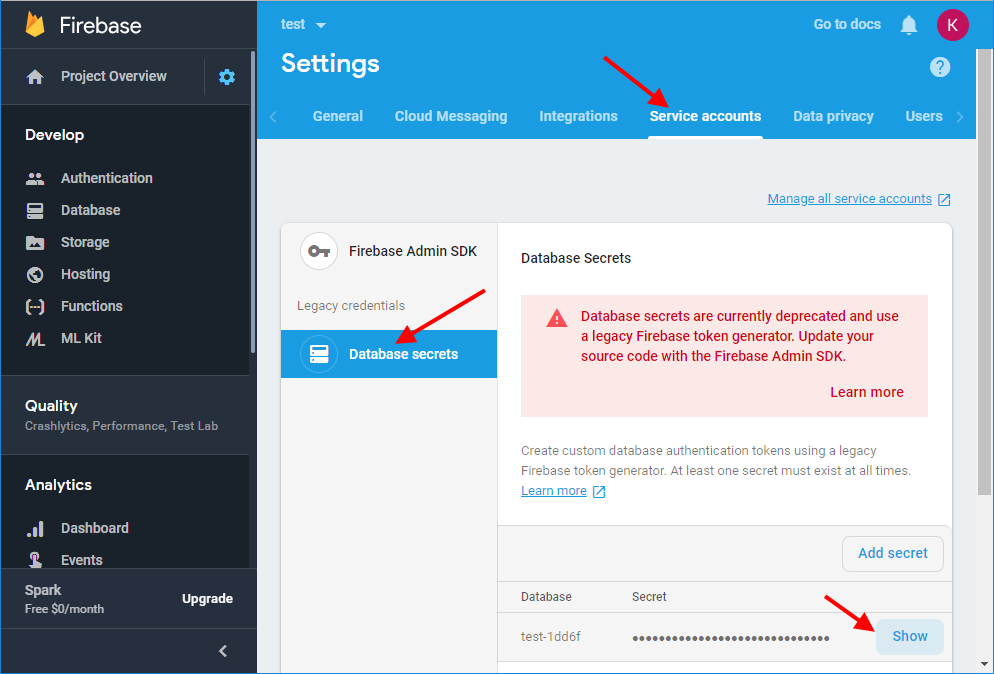 Firebase
Project Overview
Develop
Authentication
Database
Storage
Hosting
Functions
ML Kit
Quality
Crashlytics, Performance, Test Lab
Analytics
Dashboard
Events
Spark
Free $0/month
Upgrade
test
Go to docs
K
Settings
?
General
Cloud Messaging
Integrations
Service accounts
Data privacy
Users
Manage all service accounts
Firebase Admin SDK
Legacy credentials
Database secrets
Database Secrets
Database secrets are currently deprecated and use
a legacy Firebase token generator. Update your
source code with the Firebase Admin SDK.
Learn more
Create custom database authentication tokens using a legacy
Firebase token generator. At least one secret must exist at all times.
Learn more
Add secret
Database Secret
test-1dd6f •••••••••••••••••••••••••••••• Show